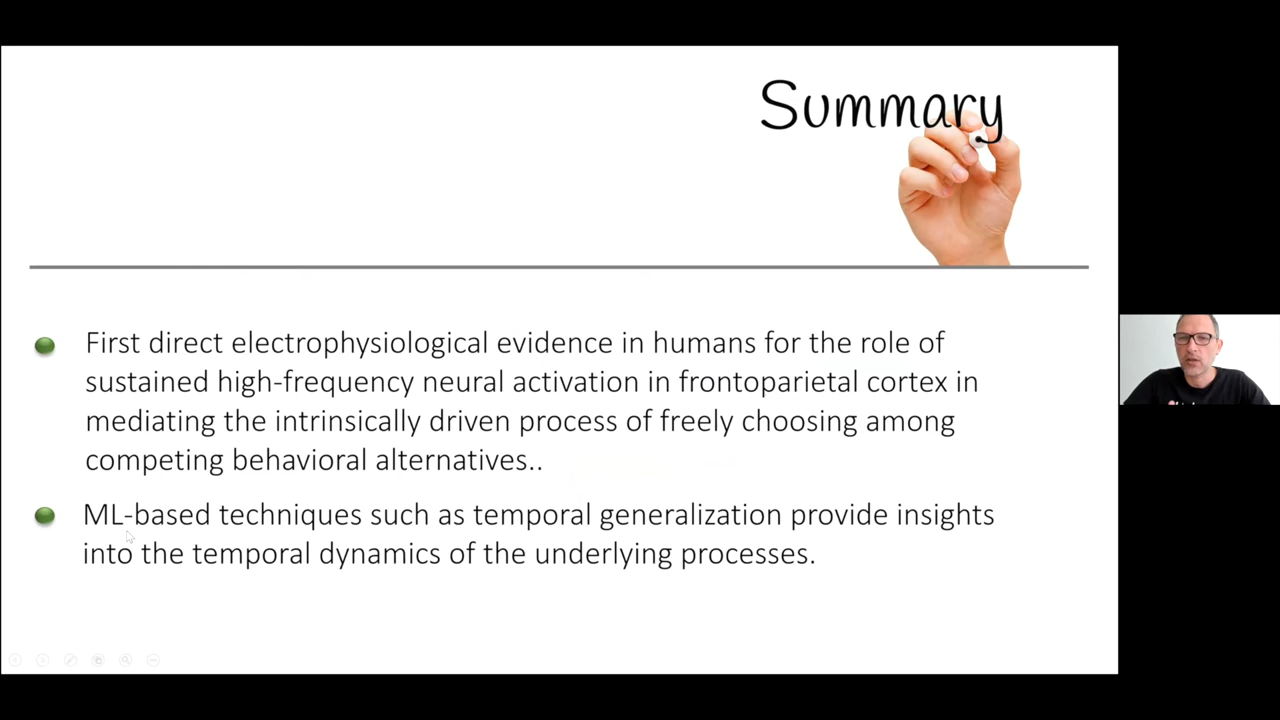 Summary
First direct electrophysiological evidence in humans for the role of
sustained high-frequency neural activation in frontoparietal cortex in
mediating the intrinsically driven process of freely choosing among
competing behavioral alternatives..
ML-based techniques such as temporal generalization provide insights
into the temporal dynamics of the underlying processes.